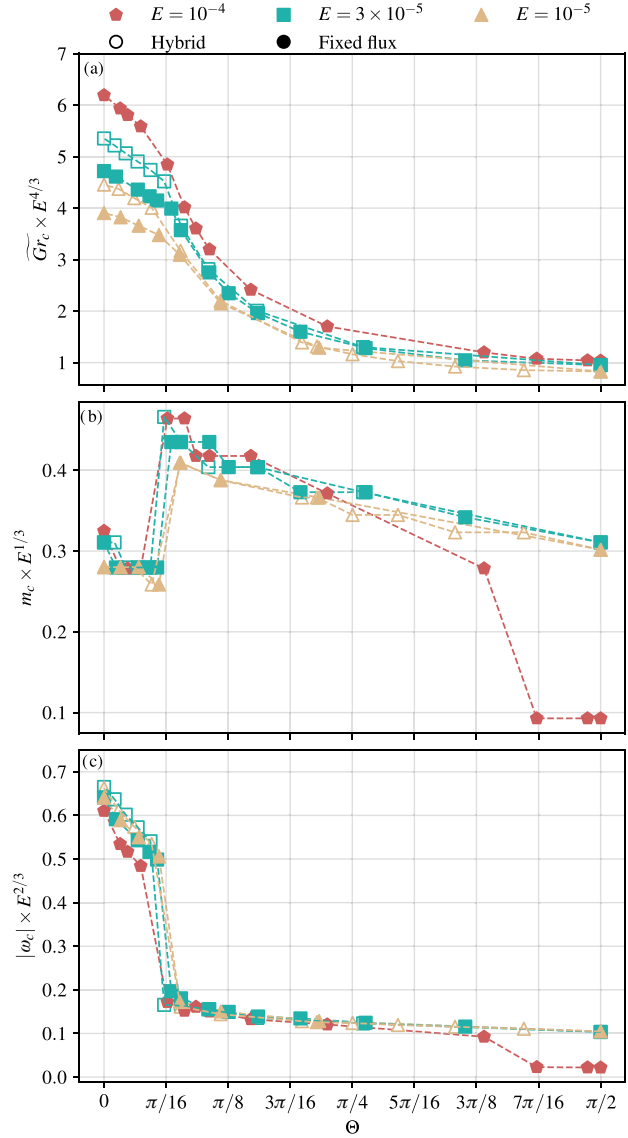 E = 10⁻⁴ E = 3 × 10⁻⁵ E = 10⁻⁵
Hybrid Fixed flux
(a)
7
6
5
4
3
2
1
G̃r_c × E^{4/3}
(b)
0.4
0.3
0.2
0.1
m_c × E^{1/3}
(c)
0.7
0.6
0.5
0.4
0.3
0.2
0.1
0.0
|ω_c| × E^{2/3}
0 π/16 π/8 3π/16 π/4 5π/16 3π/8 7π/16 π/2
Θ